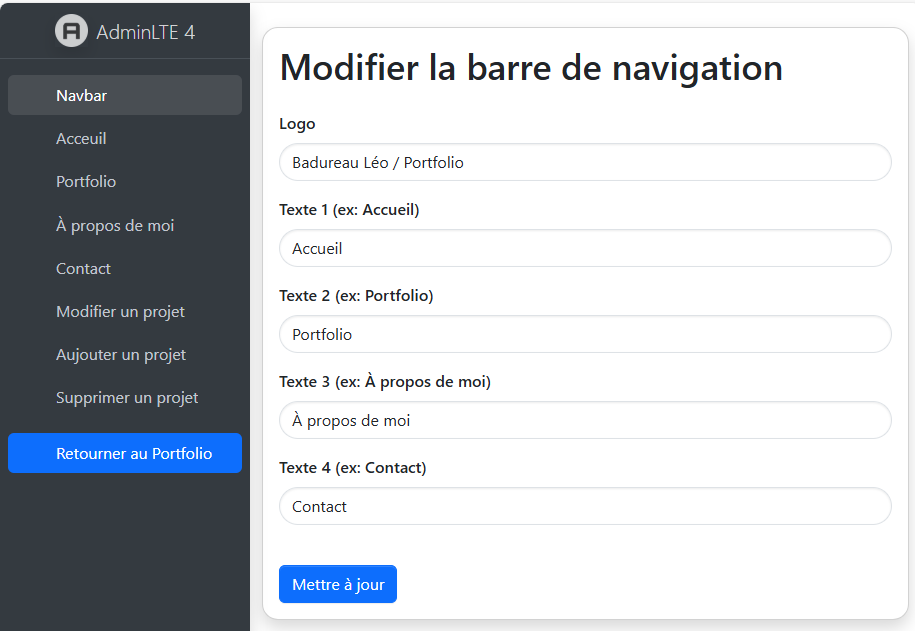 AdminLTE 4
Navbar
Acceuil
Portfolio
À propos de moi
Contact
Modifier un projet
Aujouter un projet
Supprimer un projet
Retourner au Portfolio
Modifier la barre de navigation
Logo
Badureau Léo / Portfolio
Texte 1 (ex: Accueil)
Accueil
Texte 2 (ex: Portfolio)
Portfolio
Texte 3 (ex: À propos de moi)
À propos de moi
Texte 4 (ex: Contact)
Contact
Mettre à jour